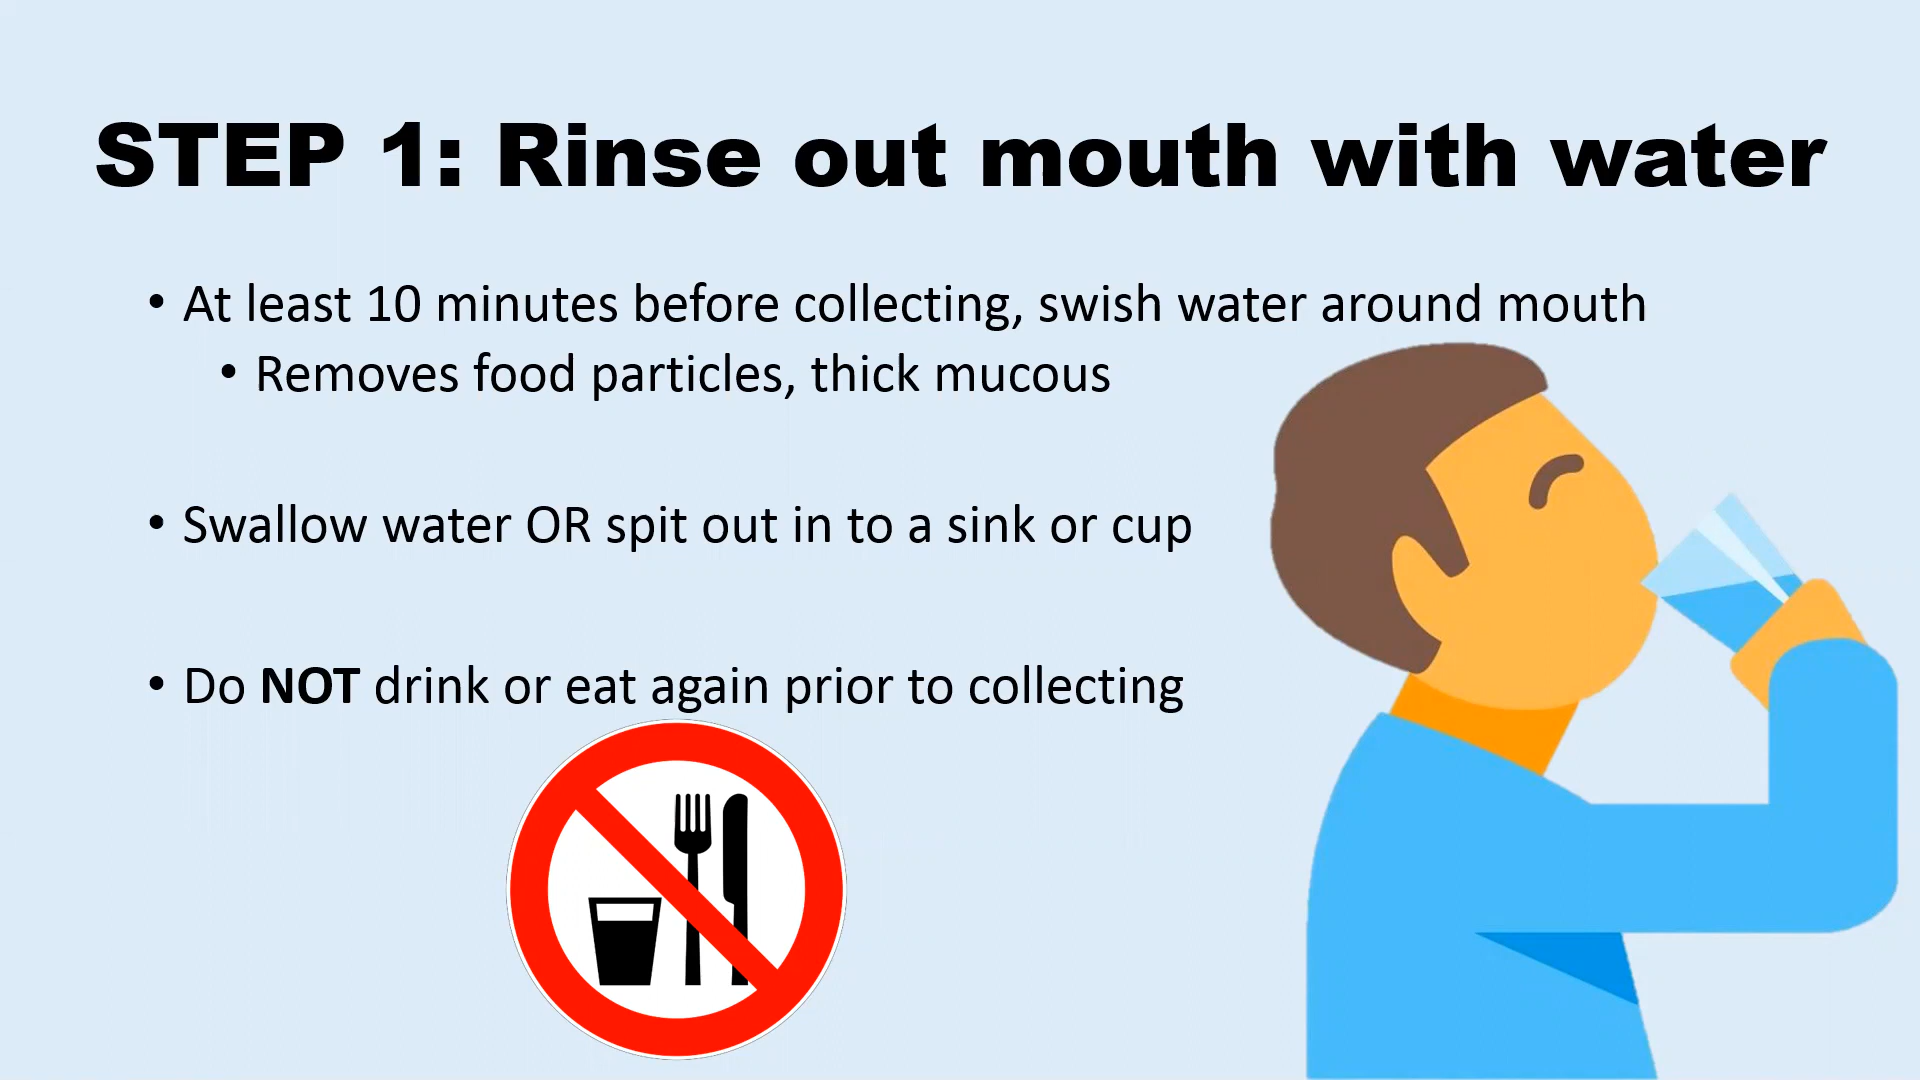 STEP 1: Rinse out mouth with water
• At least 10 minutes before collecting, swish water around mouth
• Removes food particles, thick mucous
• Swallow water OR spit out in to a sink or cup
• Do NOT drink or eat again prior to collecting